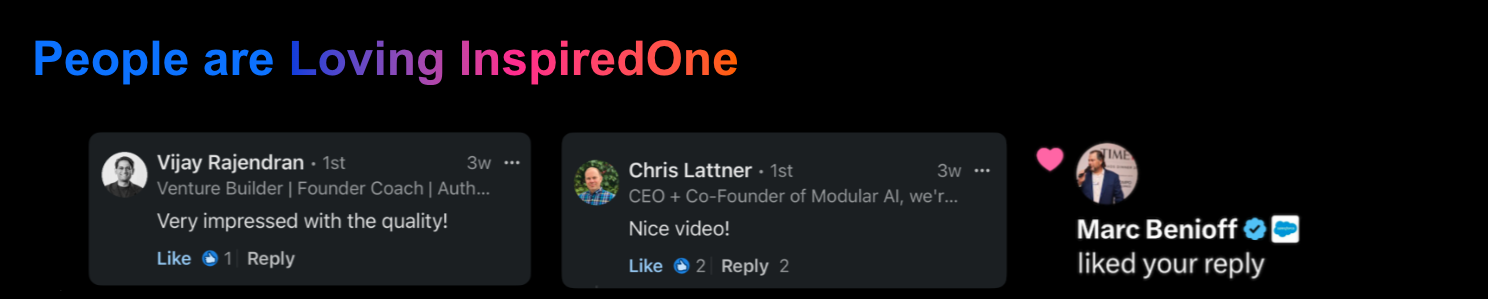 People are Loving InspiredOne
Vijay Rajendran • 1st 3w ...
Venture Builder | Founder Coach | Auth...
Very impressed with the quality!
Like 1 | Reply
Chris Lattner • 1st 3w ...
CEO + Co-Founder of Modular AI, we'r...
Nice video!
Like 2 | Reply 2
TIME
Marc Benioff
liked your reply